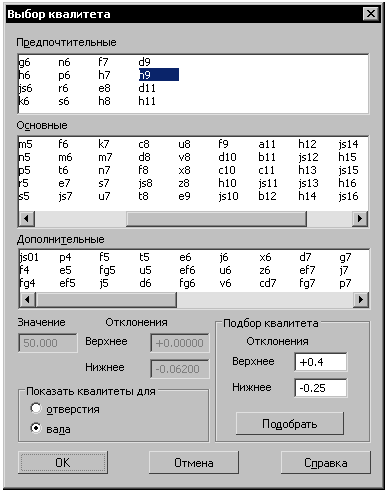 Выбор квалитета
Предпочтительные
g6 n6 f7 d9
h6 p6 h7 h9
js6 r6 e8 d11
k6 s6 h8 h11
Основные
m5 f6 k7 c8 u8 f9 a11 h12 js14
n5 m6 m7 d8 v8 d10 b11 js12 h15
p5 t6 n7 f8 x8 c10 c11 h13 js15
r5 e7 s7 js8 z8 h10 js11 js13 h16
s5 js7 u7 t8 e9 js10 b12 h14 js16
Дополнительные
js01 p4 f5 t5 e6 j6 x6 d7 g7
f4 e5 fg5 u5 ef6 u6 z6 ef7 j7
fg4 ef5 j5 d6 fg6 v6 cd7 fg7 p7
Значение Отклонения
50.000 Верхнее +0.00000
Нижнее -0.06200
Подбор квалитета
Отклонения
Верхнее +0.4
Нижнее -0.25
Подобрать
Показать квалитеты для
отверстия
вала
OK Отмена Справка